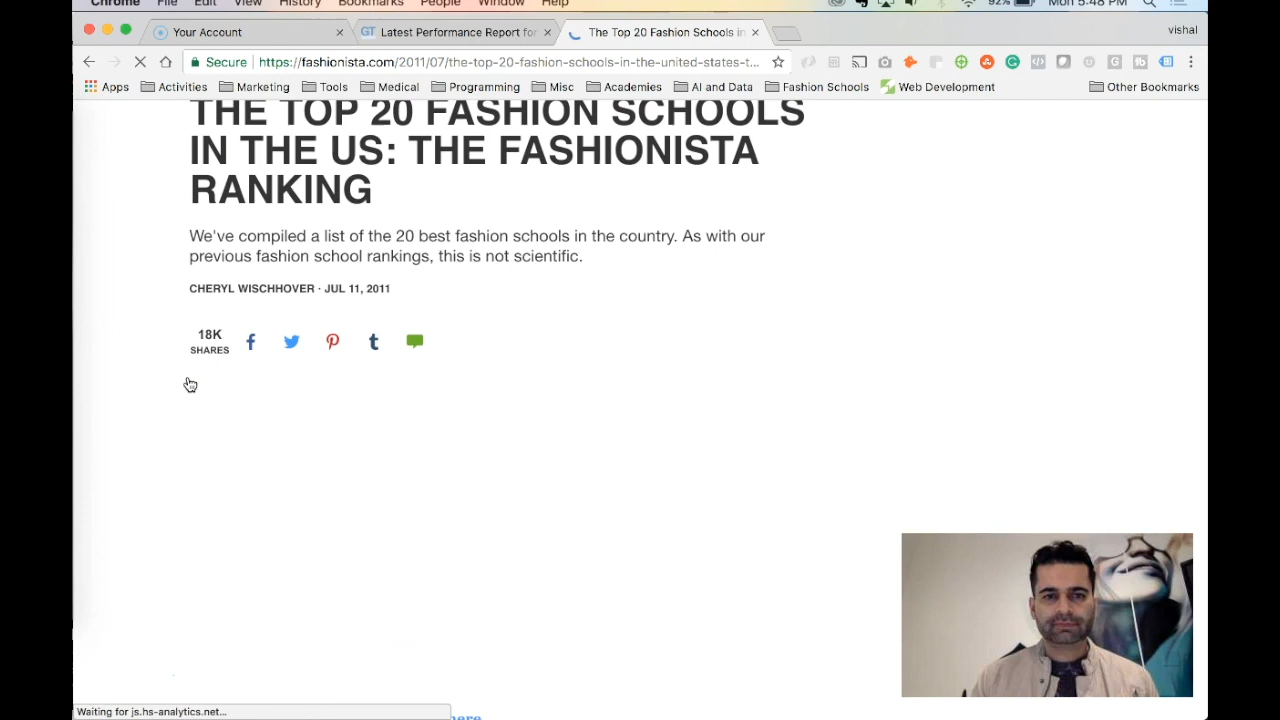 Chrome File Edit View History Bookmarks People Window Help 92% Mon 5:48 PM
Your Account Latest Performance Report for The Top 20 Fashion Schools in vishal
Secure https://fashionista.com/2011/07/the-top-20-fashion-schools-in-the-united-states-t...
Apps Activities Marketing Tools Medical Programming Misc Academies AI and Data Fashion Schools Web Development Other Bookmarks
THE TOP 20 FASHION SCHOOLS
IN THE US: THE FASHIONISTA
RANKING
We've compiled a list of the 20 best fashion schools in the country. As with our
previous fashion school rankings, this is not scientific.
CHERYL WISCHHOVER · JUL 11, 2011
18K
SHARES
Waiting for js.hs-analytics.net...